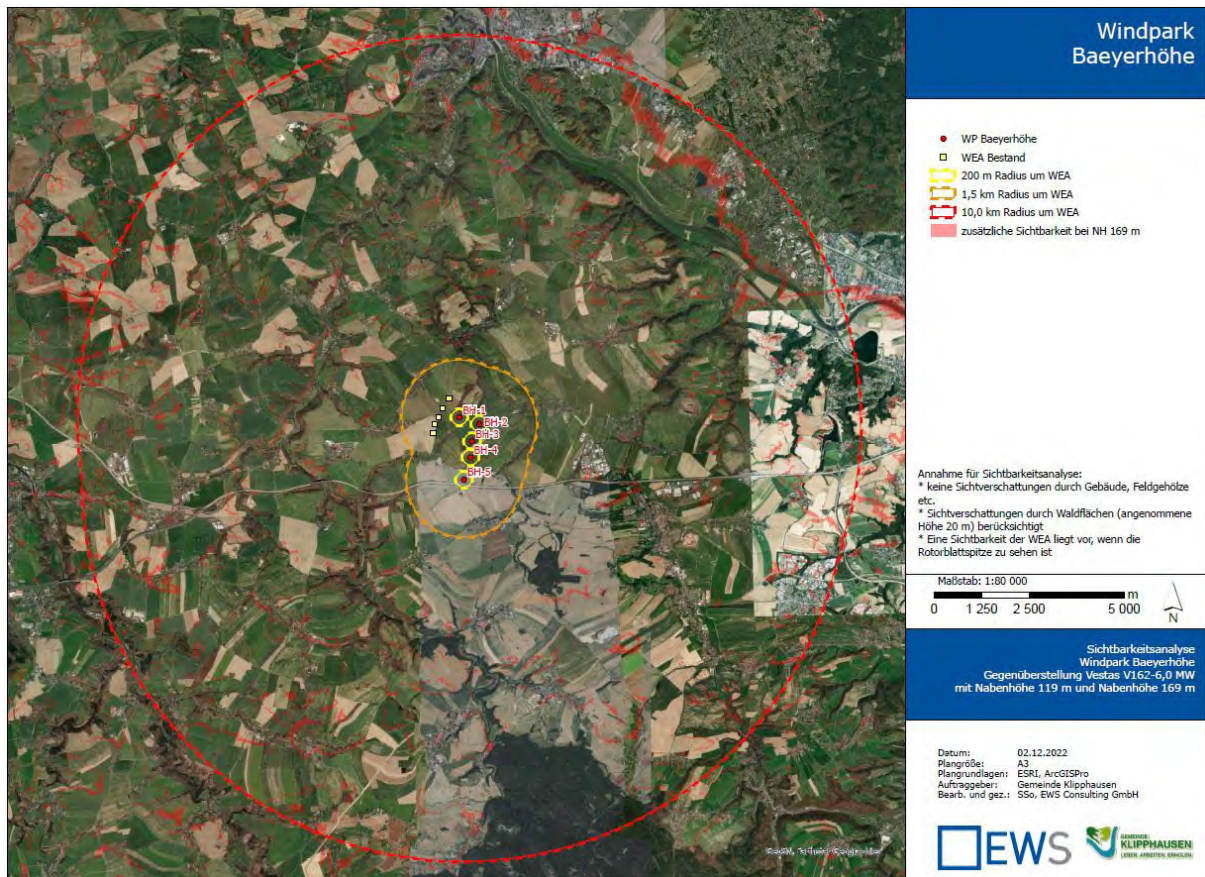 Windpark
Baeyerhöhe
WP Baeyerhöhe
WEA Bestand
200 m Radius um WEA
1,5 km Radius um WEA
10,0 km Radius um WEA
zusätzliche Sichtbarkeit bei NH 169 m
BH-1
BH-2
BH-3
BH-4
BH-5
Annahme für Sichtbarkeitsanalyse:
* keine Sichtverschattungen durch Gebäude, Feldgehölze
etc.
* Sichtverschattungen durch Waldflächen (angenommene
Höhe 20 m) berücksichtigt
* Eine Sichtbarkeit der WEA liegt vor, wenn die
Rotorblattspitze zu sehen ist
Maßstab: 1:80 000
m
0 1 250 2 500 5 000
N
Sichtbarkeitsanalyse
Windpark Baeyerhöhe
Gegenüberstellung Vestas V162-6,0 MW
mit Nabenhöhe 119 m und Nabenhöhe 169 m
Datum: 02.12.2022
Plangröße: A3
Plangrundlagen: ESRI, ArcGISPro
Auftraggeber: Gemeinde Klipphausen
Bearb. und gez.: SSo, EWS Consulting GmbH
EWS
GEMEINDE
KLIPPHAUSEN
LEBEN. ARBEITEN. ERHOLEN